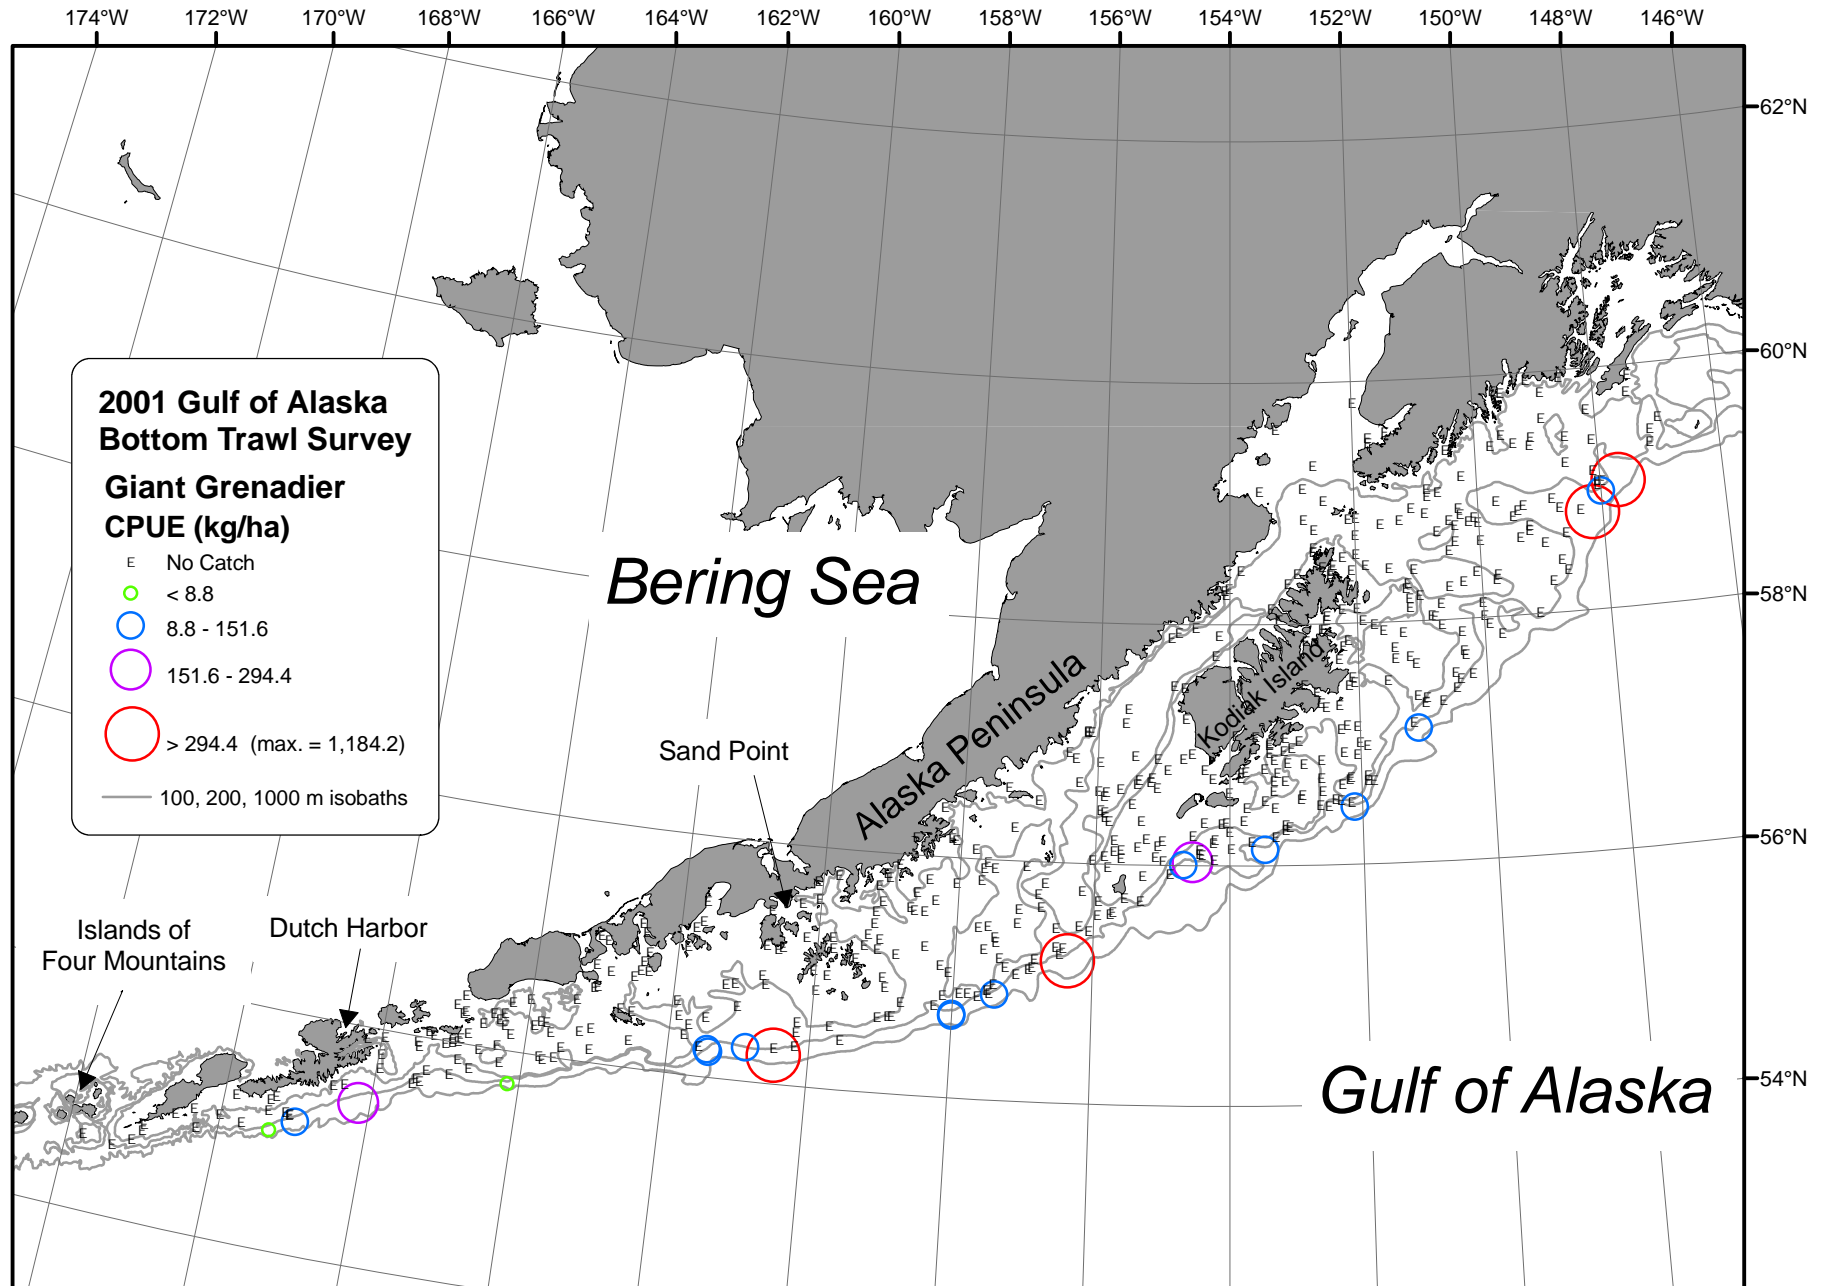 174°W 172°W 170°W 168°W 166°W 164°W 162°W 160°W 158°W 156°W 154°W 152°W 150°W 148°W 146°W
62°N
60°N
58°N
56°N
54°N
2001 Gulf of Alaska
Bottom Trawl Survey
Giant Grenadier
CPUE (kg/ha)
E No Catch
< 8.8
8.8 - 151.6
151.6 - 294.4
> 294.4 (max. = 1,184.2)
100, 200, 1000 m isobaths
Bering Sea
Alaska Peninsula
Kodiak Island
Sand Point
Dutch Harbor
Islands of
Four Mountains
Gulf of Alaska